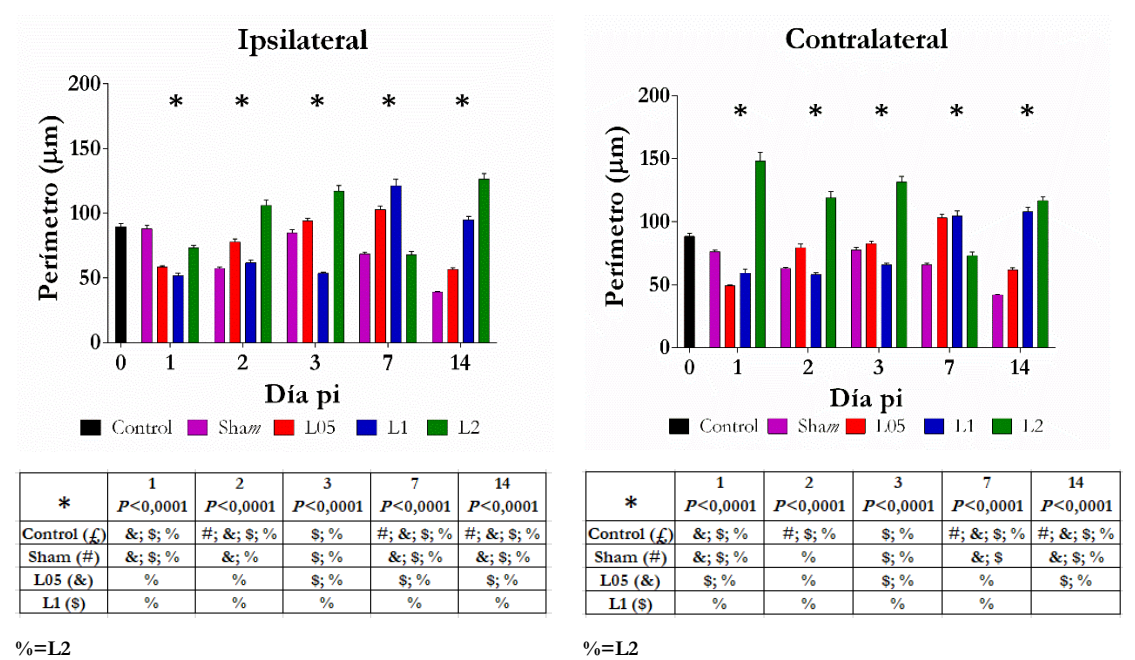 Ipsilateral
Perímetro (µm)
200
150
100
50
0
* * * * *
0 1 2 3 7 14
Día pi
Control Sham L05 L1 L2
* 1 2 3 7 14
P<0,0001 P<0,0001 P<0,0001 P<0,0001 P<0,0001
Control (£) &; $; % #; &; $; % $; % #; &; $; % #; &; $; %
Sham (#) &; $; % &; % $; % &; $; % &; $; %
L05 (&) % % $; % $; % $; %
L1 ($) % % % % %
%=L2
Contralateral
Perímetro (µm)
200
150
100
50
0
* * * * *
0 1 2 3 7 14
Día pi
Control Sham L05 L1 L2
* 1 2 3 7 14
P<0,0001 P<0,0001 P<0,0001 P<0,0001 P<0,0001
Control (£) &; $; % #; $; % $; % #; &; $; % #; &; $; %
Sham (#) &; $; % % $; % &; $ &; $; %
L05 (&) $; % % $; % % $; %
L1 ($) % % % %
%=L2